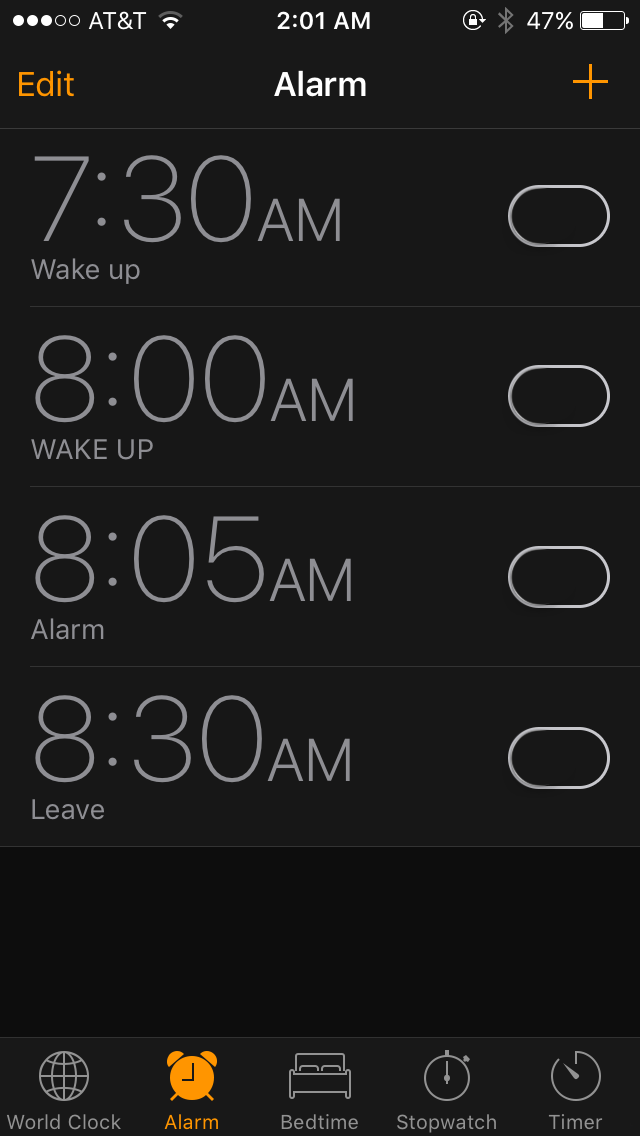 AT&T 2:01 AM 47%
Edit Alarm
7:30AM
Wake up
8:00AM
WAKE UP
8:05AM
Alarm
8:30AM
Leave
World Clock Alarm Bedtime Stopwatch Timer